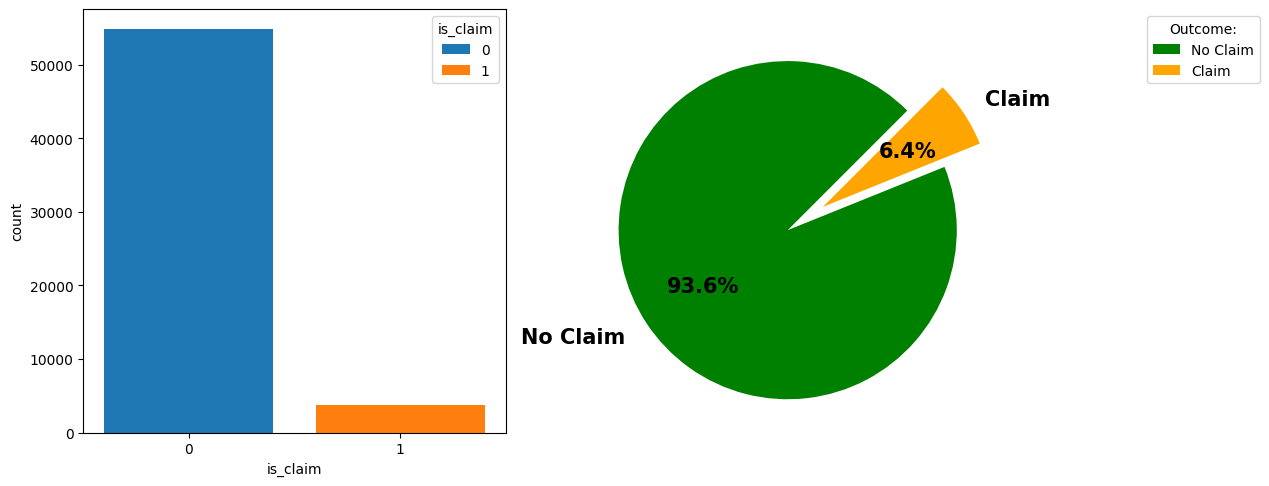 is_claim
0
1
50000
40000
30000
20000
10000
0
count
0
1
is_claim
Outcome:
No Claim
Claim
Claim
6.4%
93.6%
No Claim